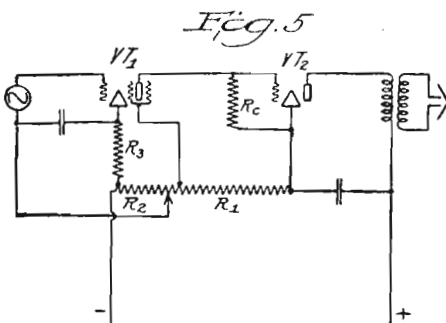 Fig. 5
VT1 VT2
Rc
R3
R2 R1
- +